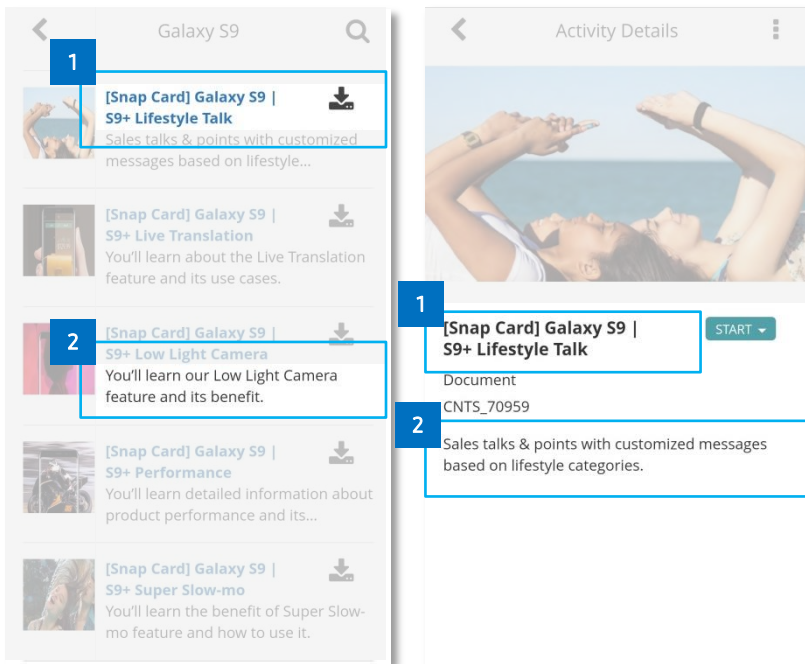 Galaxy S9
1
[Snap Card] Galaxy S9 |
S9+ Lifestyle Talk
Sales talks & points with customized
messages based on lifestyle...
[Snap Card] Galaxy S9 |
S9+ Live Translation
You'll learn about the Live Translation
feature and its use cases.
2
[Snap Card] Galaxy S9 |
S9+ Low Light Camera
You'll learn our Low Light Camera
feature and its benefit.
[Snap Card] Galaxy S9 |
S9+ Performance
You'll learn detailed information about
product performance and its...
[Snap Card] Galaxy S9 |
S9+ Super Slow-mo
You'll learn the benefit of Super Slow-
mo feature and how to use it.
Activity Details
1
[Snap Card] Galaxy S9 |
S9+ Lifestyle Talk
START
Document
CNTS_70959
2
Sales talks & points with customized messages
based on lifestyle categories.